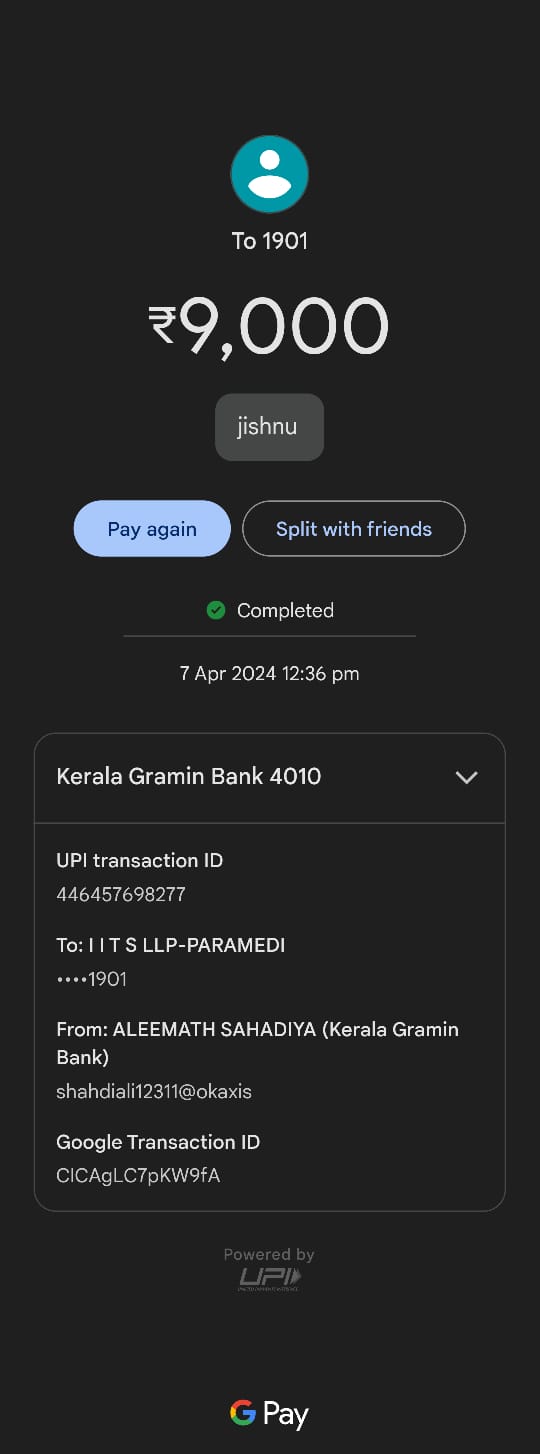 To 1901
₹9,000
jishnu
Pay again
Split with friends
Completed
7 Apr 2024 12:36 pm
Kerala Gramin Bank 4010
UPI transaction ID
446457698277
To: I I T S LLP-PARAMEDI
••••1901
From: ALEEMATH SAHADIYA (Kerala Gramin
Bank)
shahdiali12311@okaxis
Google Transaction ID
CICAgLC7pKW9fA
Powered by
UPI
UNIFIED PAYMENTS INTERFACE
G Pay